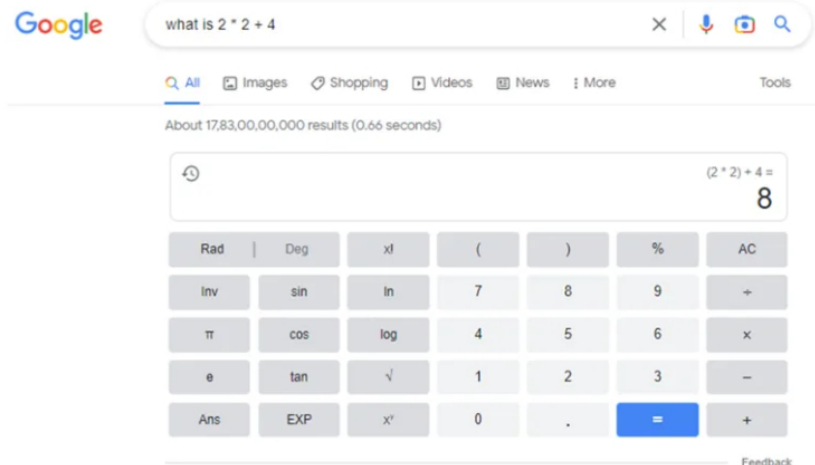 Google what is 2 * 2 + 4
All Images Shopping Videos News More Tools
About 17,83,00,00,000 results (0.66 seconds)
(2 * 2) + 4 =
8
Rad | Deg x! ( ) % AC
Inv sin ln 7 8 9 ÷
π cos log 4 5 6 ×
e tan √ 1 2 3 −
Ans EXP xʸ 0 . = +
Feedback